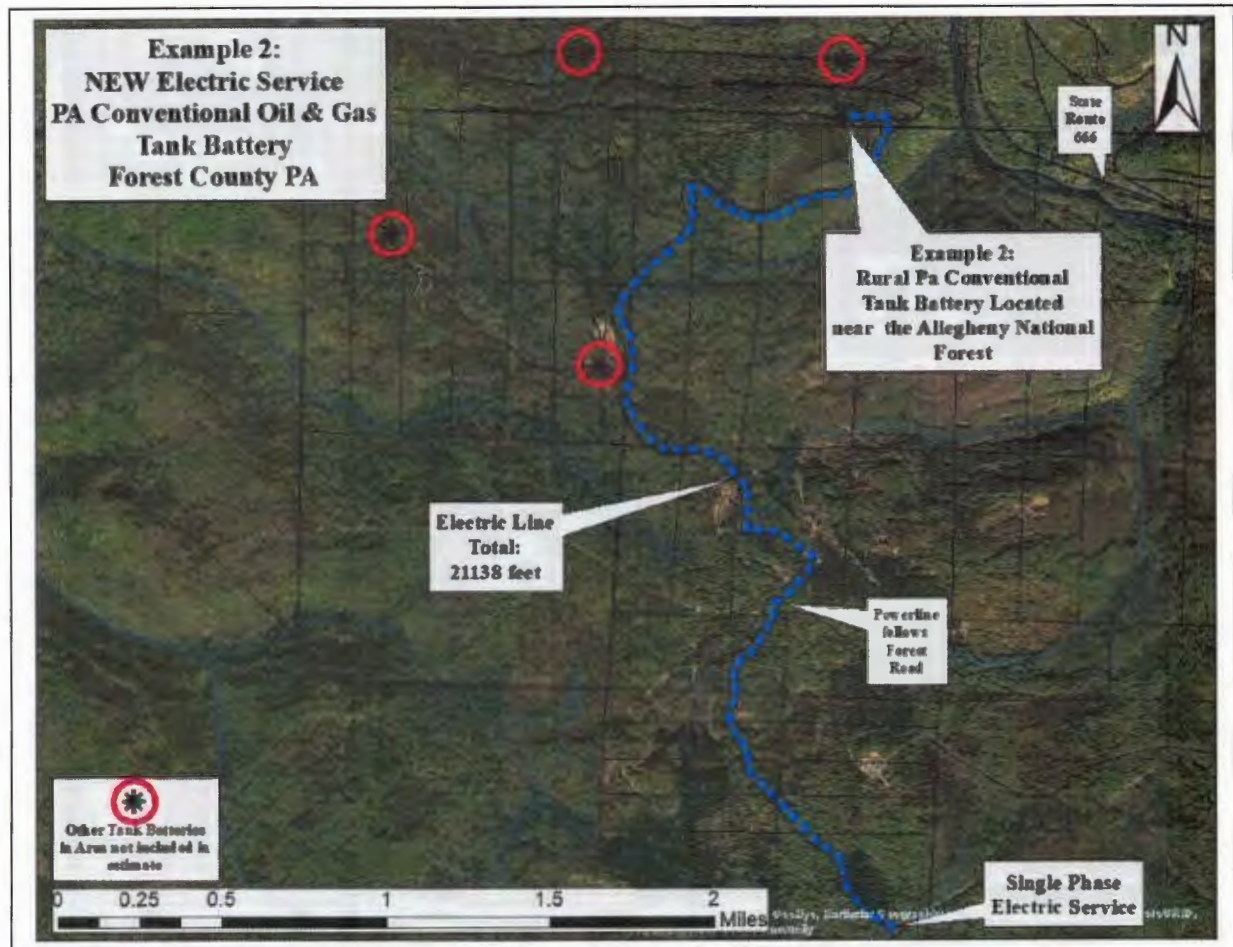 Example 2:
NEW Electric Service
PA Conventional Oil & Gas
Tank Battery
Forest County PA
N
State
Route
666
Example 2:
Rural Pa Conventional
Tank Battery Located
near the Allegheny National
Forest
Electric Line
Total:
21138 feet
Powerline
follows
Forest
Road
Other Tank Batteries
in Area not included in
estimate
0 0.25 0.5 1 1.5 2
Miles
Single Phase
Electric Service